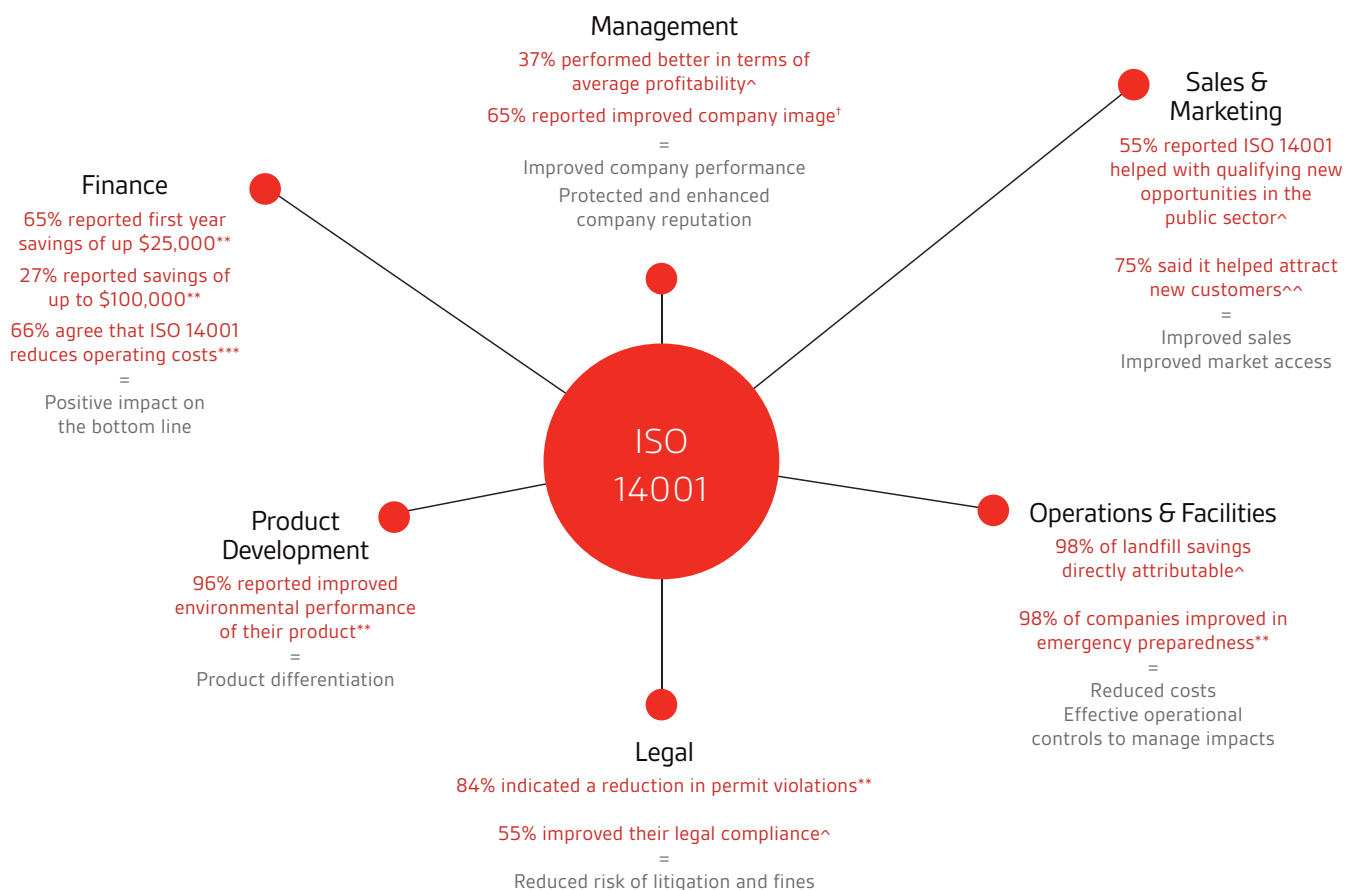 Management
37% performed better in terms of
average profitability^
65% reported improved company image†
=
Improved company performance
Protected and enhanced
company reputation
Sales &
Marketing
55% reported ISO 14001
helped with qualifying new
opportunities in the
public sector^
75% said it helped attract
new customers^^
=
Improved sales
Improved market access
Finance
65% reported first year
savings of up $25,000**
27% reported savings of
up to $100,000**
66% agree that ISO 14001
reduces operating costs***
=
Positive impact on
the bottom line
ISO
14001
Product
Development
96% reported improved
environmental performance
of their product**
=
Product differentiation
Operations & Facilities
98% of landfill savings
directly attributable^
98% of companies improved in
emergency preparedness**
=
Reduced costs
Effective operational
controls to manage impacts
Legal
84% indicated a reduction in permit violations**
55% improved their legal compliance^
=
Reduced risk of litigation and fines